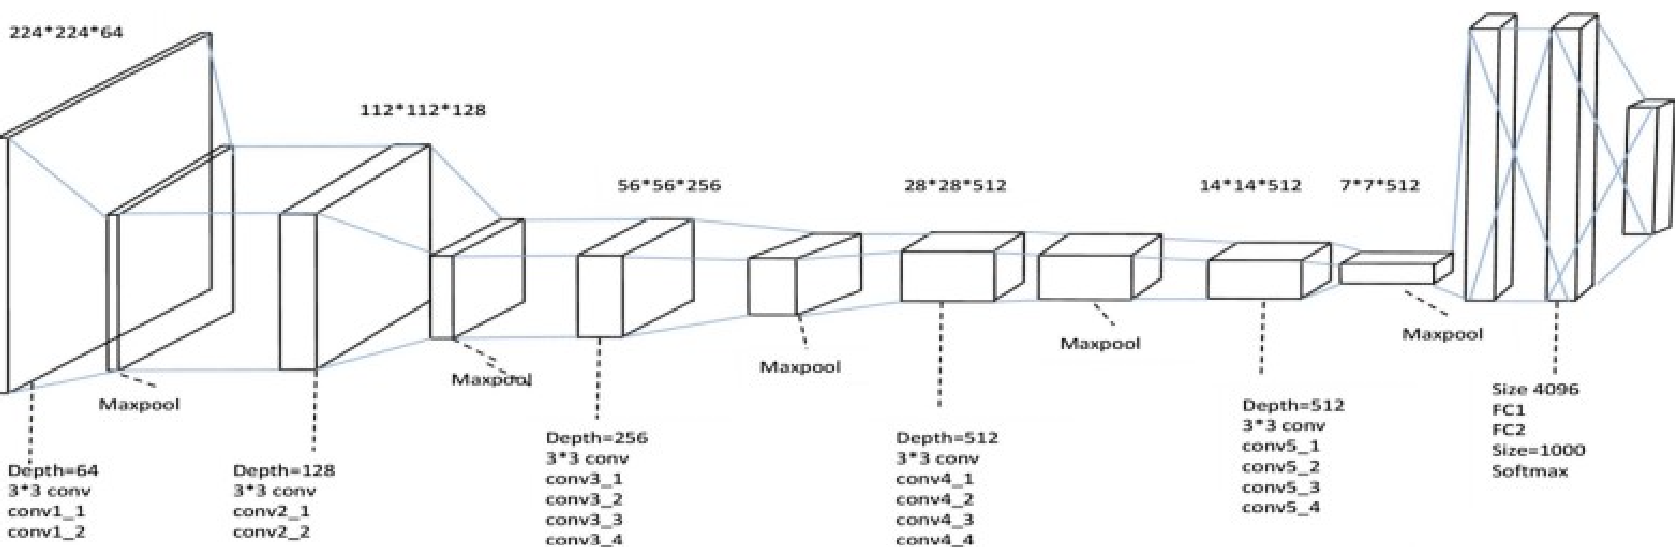 224*224*64
112*112*128
56*56*256
28*28*512
14*14*512
7*7*512
Maxpool
Maxpool
Maxpool
Maxpool
Maxpool
Depth=64
3*3 conv
conv1_1
conv1_2
Depth=128
3*3 conv
conv2_1
conv2_2
Depth=256
3*3 conv
conv3_1
conv3_2
conv3_3
conv3_4
Depth=512
3*3 conv
conv4_1
conv4_2
conv4_3
conv4_4
Depth=512
3*3 conv
conv5_1
conv5_2
conv5_3
conv5_4
Size 4096
FC1
FC2
Size=1000
Softmax